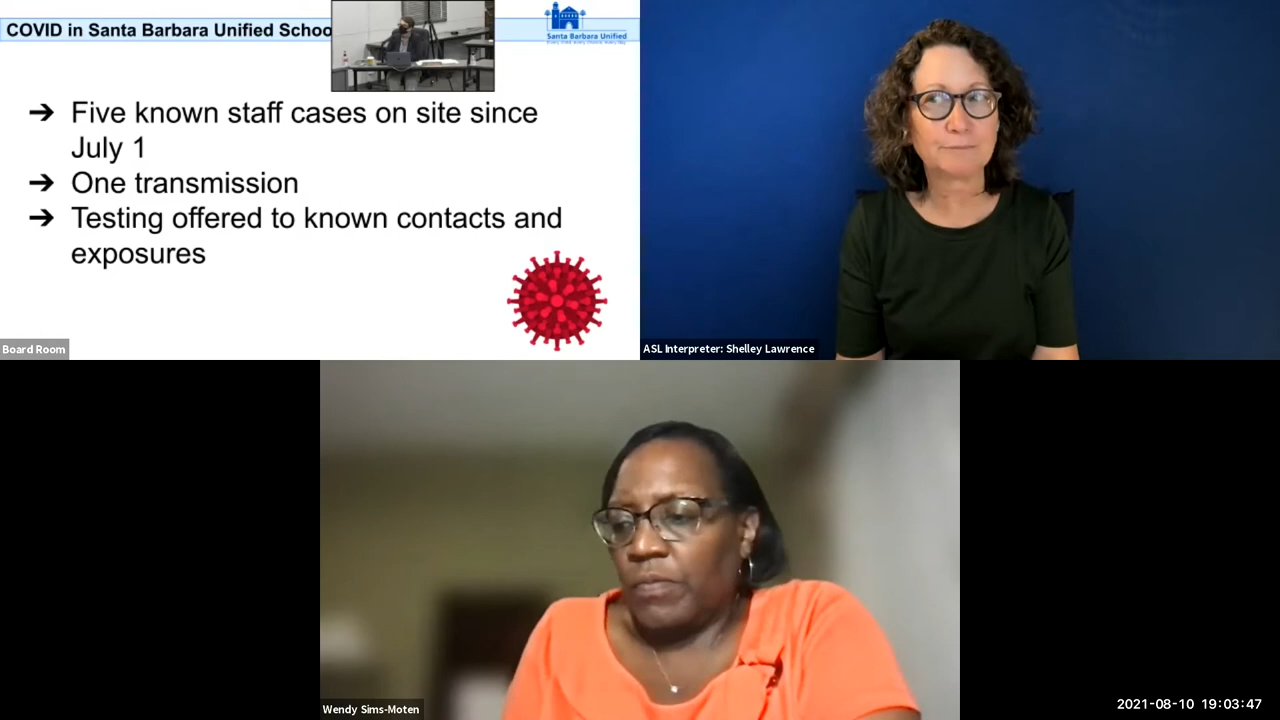 COVID in Santa Barbara Unified Schoo
Santa Barbara Unified
➔ Five known staff cases on site since
July 1
➔ One transmission
➔ Testing offered to known contacts and
exposures
Board Room
ASL Interpreter: Shelley Lawrence
Wendy Sims-Moten
2021-08-10 19:03:47